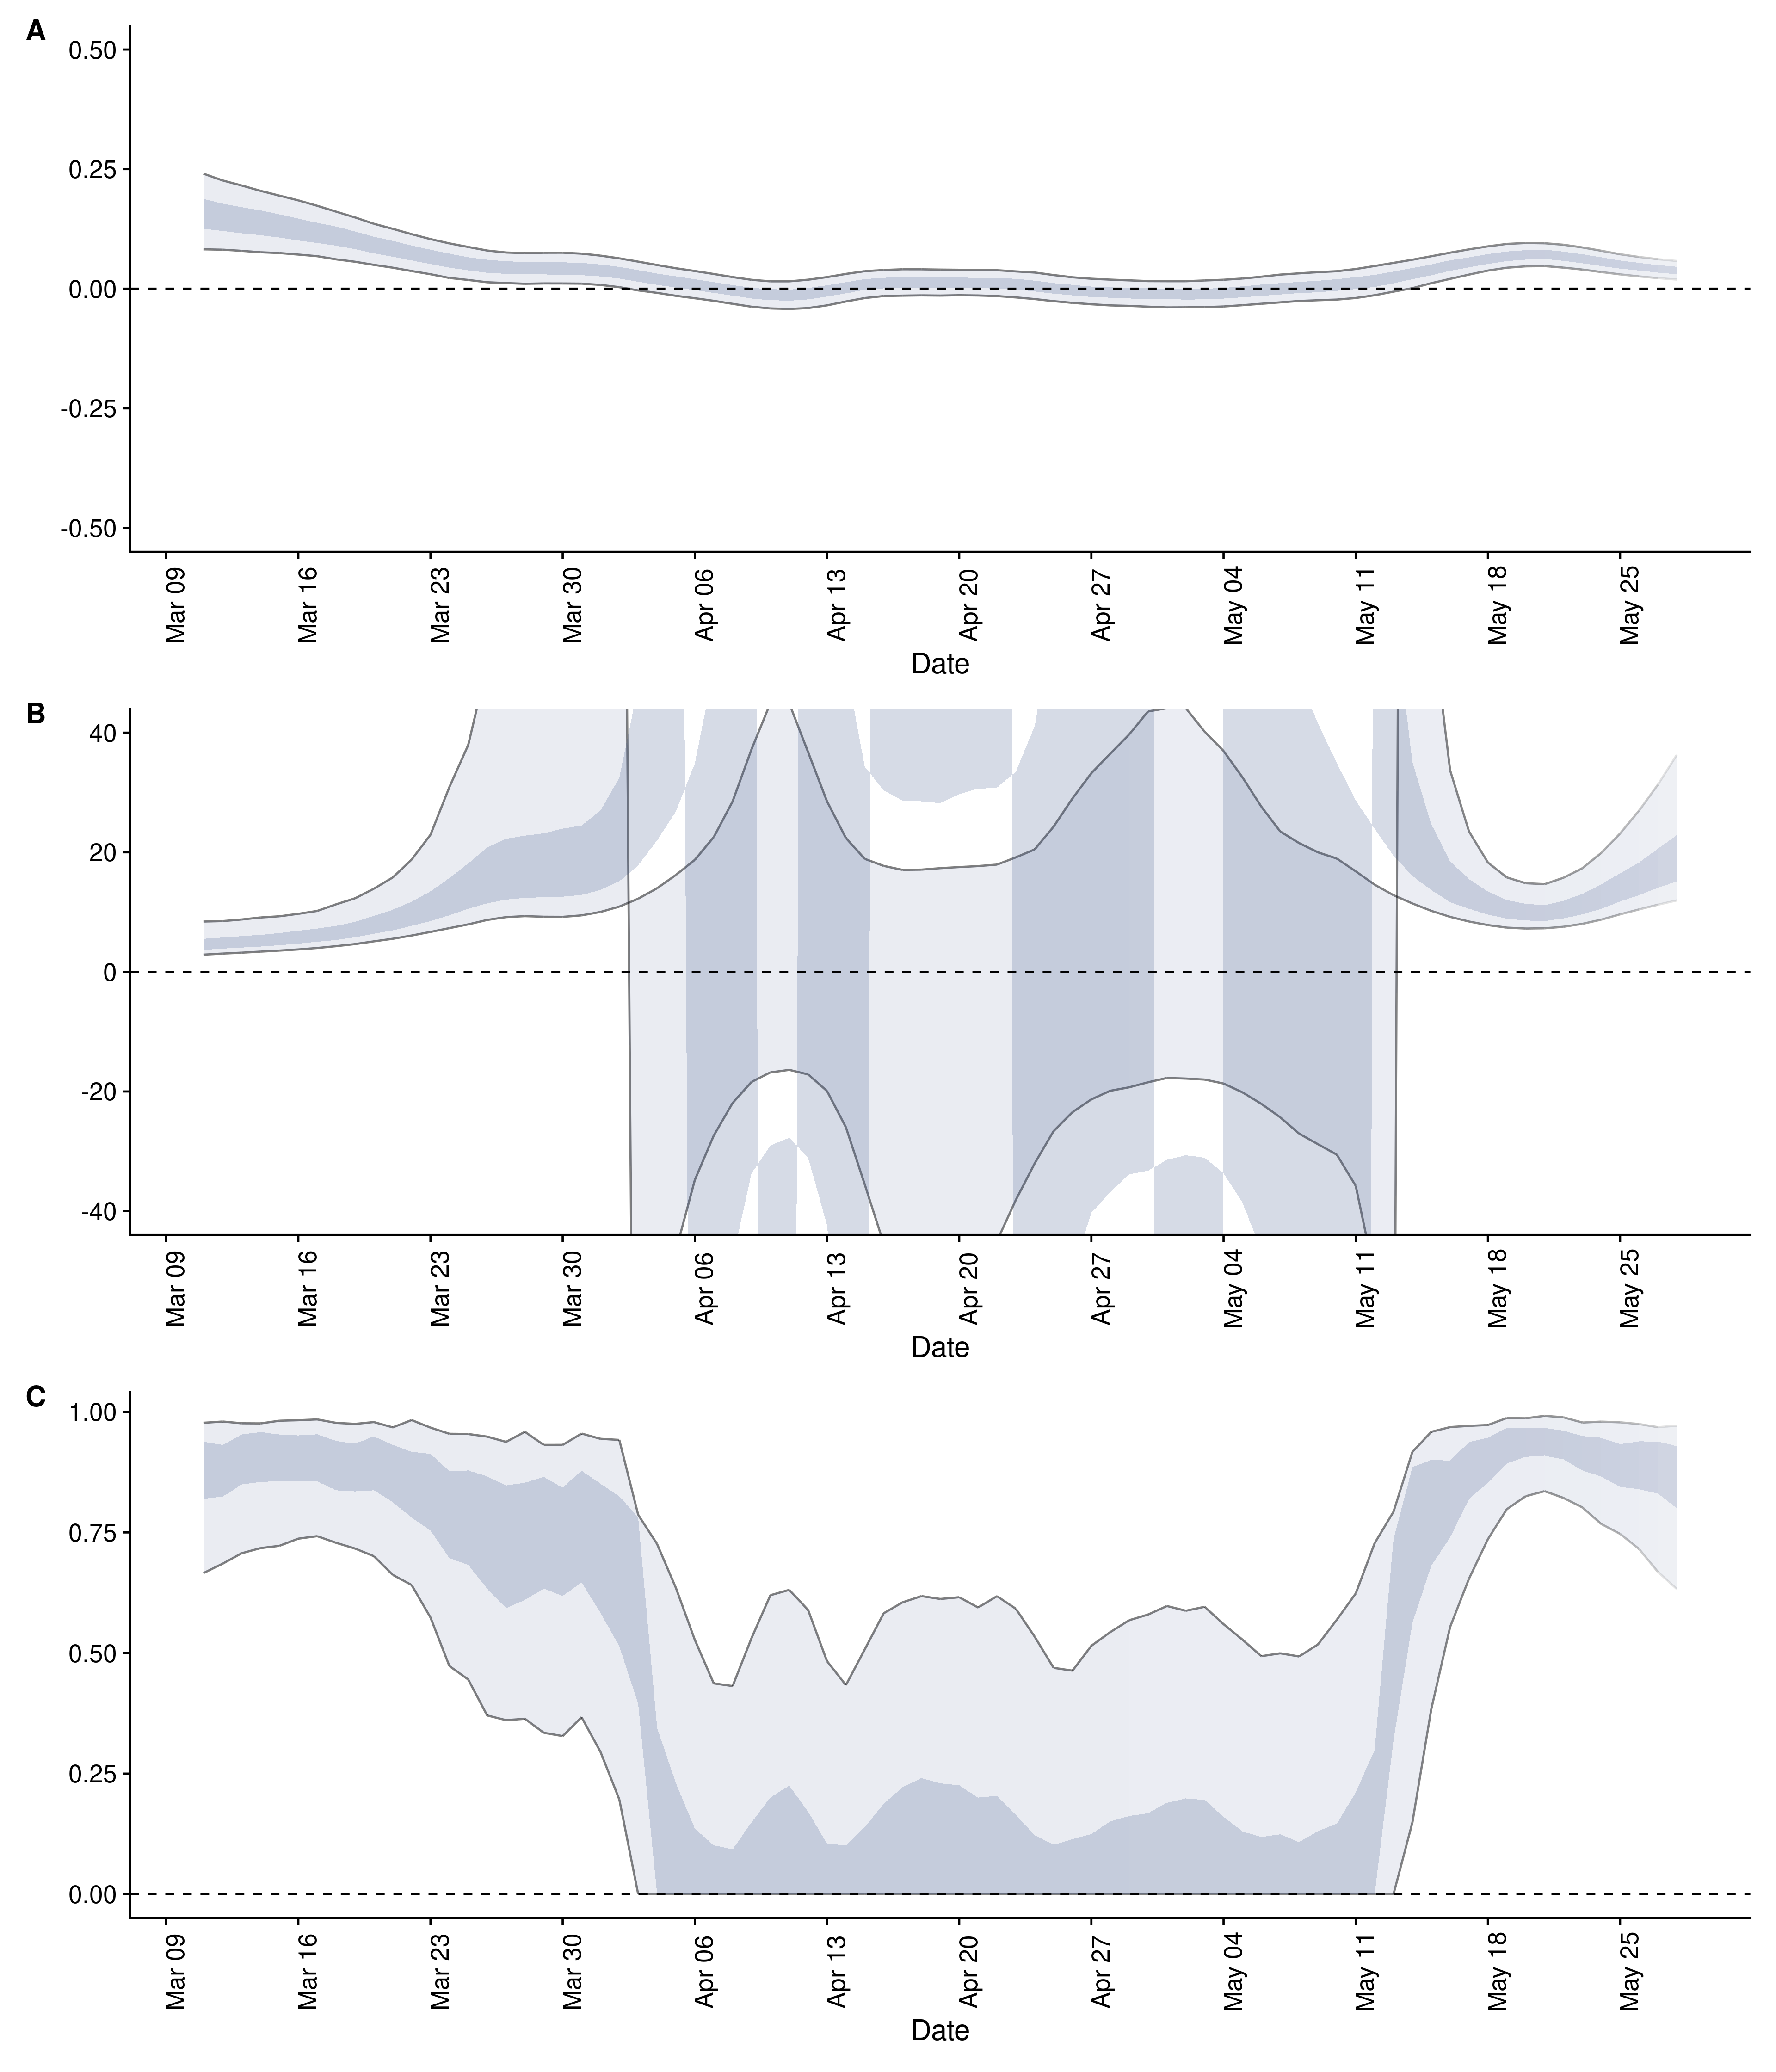 A
0.50
0.25
0.00
-0.25
-0.50
Mar 09
Mar 16
Mar 23
Mar 30
Apr 06
Apr 13
Apr 20
Apr 27
May 04
May 11
May 18
May 25
Date
B
40
20
0
-20
-40
Mar 09
Mar 16
Mar 23
Mar 30
Apr 06
Apr 13
Apr 20
Apr 27
May 04
May 11
May 18
May 25
Date
C
1.00
0.75
0.50
0.25
0.00
Mar 09
Mar 16
Mar 23
Mar 30
Apr 06
Apr 13
Apr 20
Apr 27
May 04
May 11
May 18
May 25
Date